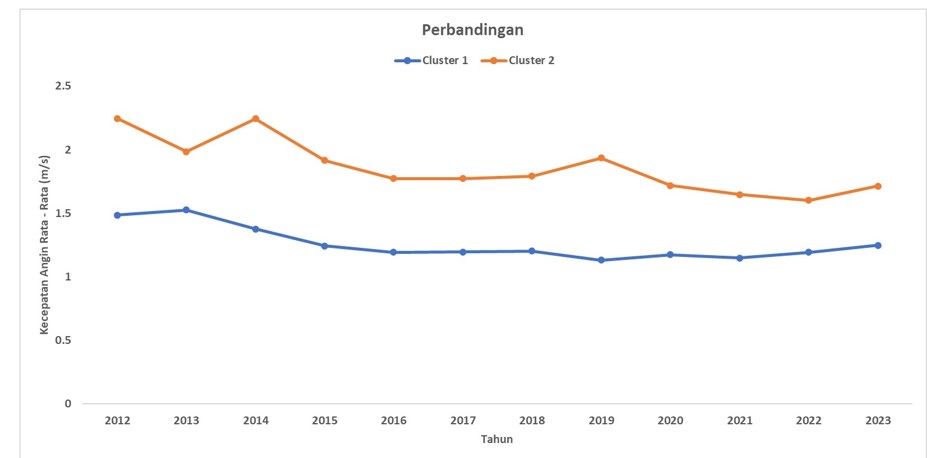 Perbandingan
Cluster 1 Cluster 2
2.5
2
1.5
1
0.5
0
Kecepatan Angin Rata - Rata (m/s)
2012 2013 2014 2015 2016 2017 2018 2019 2020 2021 2022 2023
Tahun